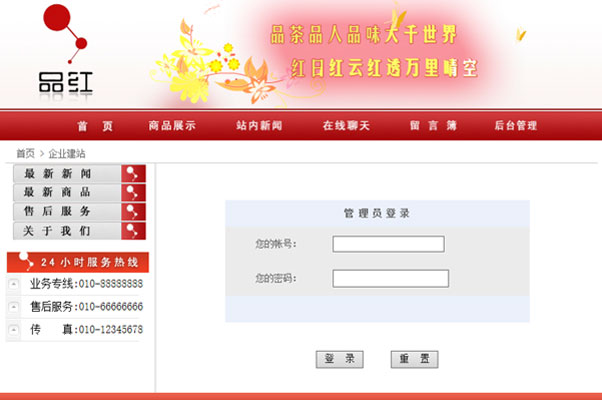 品茶品人品味大千世界
红日红云红透万里晴空
品红
首 页 商品展示 站内新闻 在线聊天 留 言 簿 后台管理
首页 > 企业建站
最 新 新 闻
最 新 商 品
售 后 服 务
关 于 我 们
24小时服务热线
业务专线:010-88888888
售后服务:010-66666666
传 真:010-12345678
管理员登录
您的帐号:
您的密码:
登 录 重 置